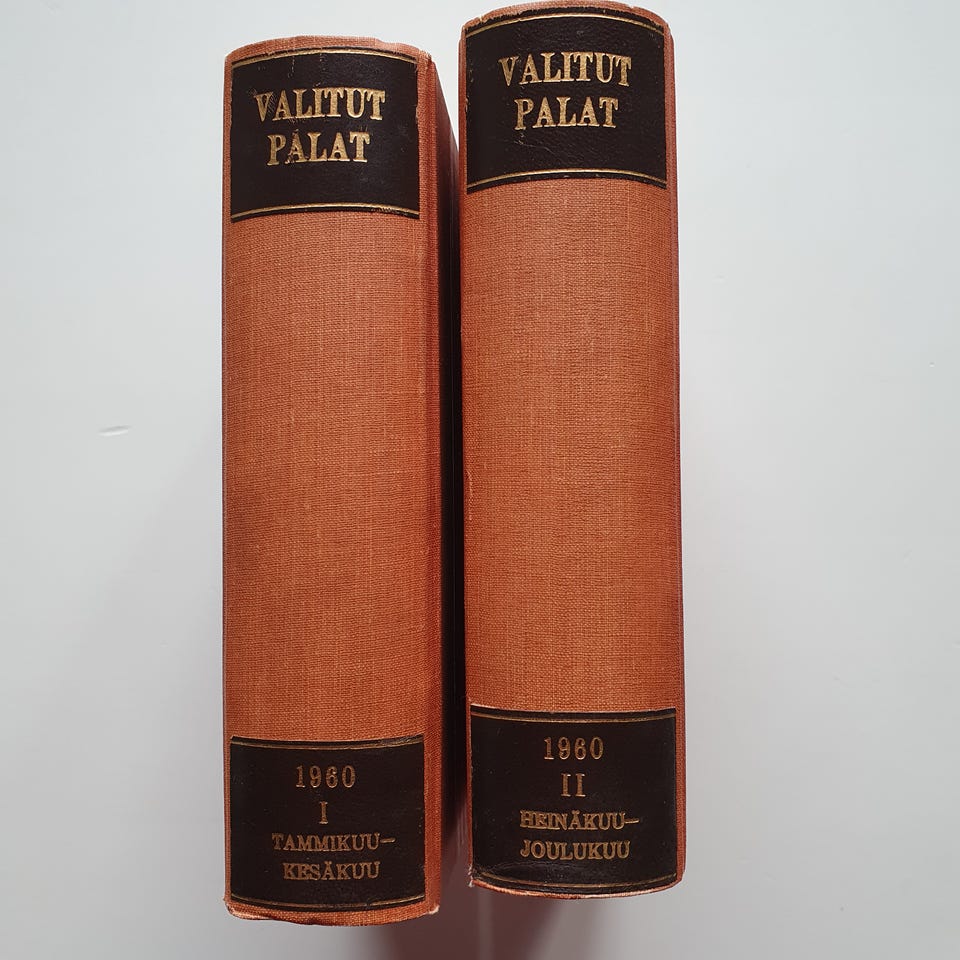 VALITUT
PALAT
1960
I
TAMMIKUU–
KESÄKUU
VALITUT
PALAT
1960
II
HEINÄKUU–
JOULUKUU